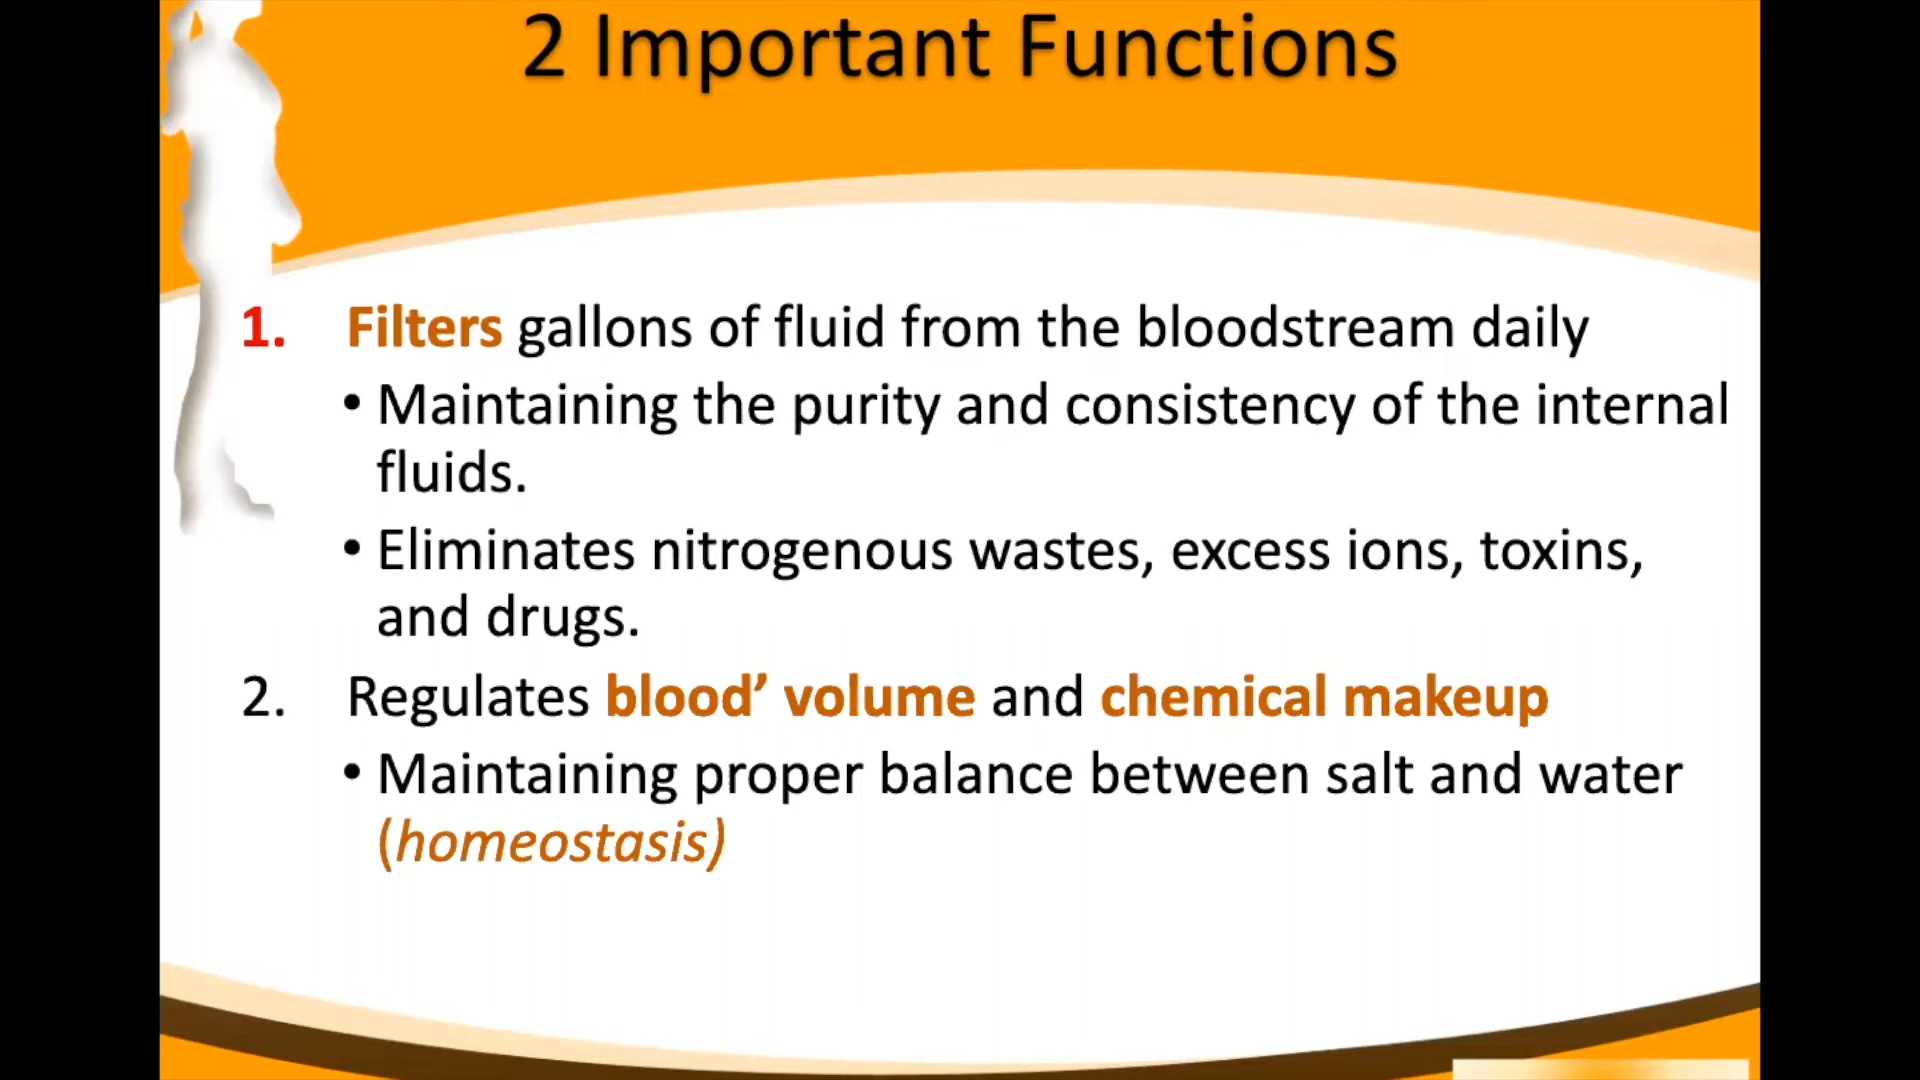 2 Important Functions
1. Filters gallons of fluid from the bloodstream daily
• Maintaining the purity and consistency of the internal
fluids.
• Eliminates nitrogenous wastes, excess ions, toxins,
and drugs.
2. Regulates blood’ volume and chemical makeup
• Maintaining proper balance between salt and water
(homeostasis)